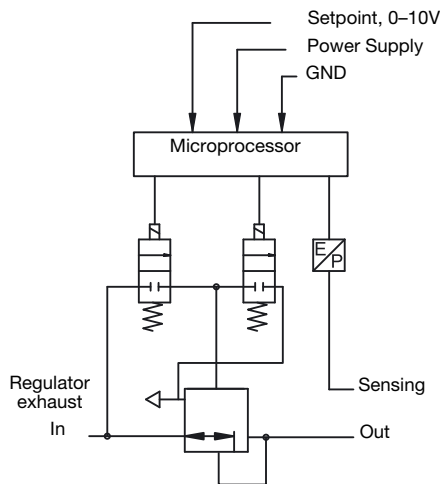 Setpoint, 0–10V
Power Supply
GND
Microprocessor
E
P
Regulator
exhaust
Sensing
In
Out